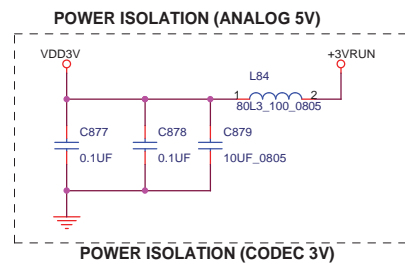 POWER ISOLATION (ANALOG 5V)
VDD3V
+3VRUN
L84
1 2
80L3_100_0805
C877
0.1UF
C878
0.1UF
C879
10UF_0805
POWER ISOLATION (CODEC 3V)